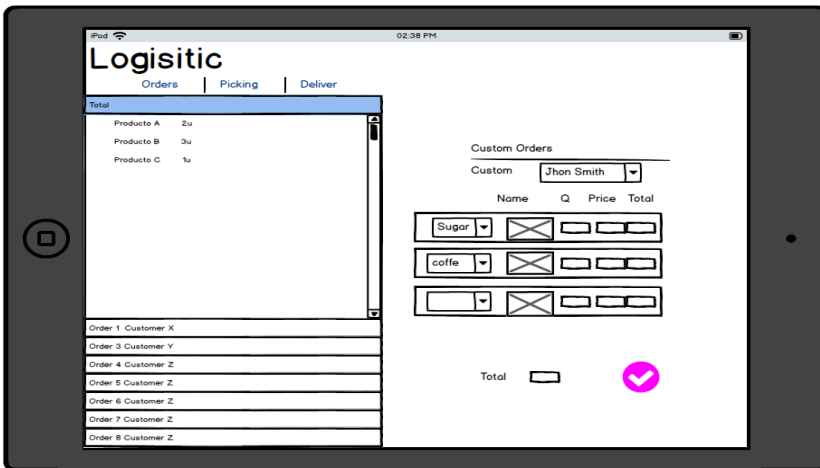 iPod 02:38 PM
Logisitic
Orders Picking Deliver
Total
Producto A 2u
Producto B 3u
Producto C 1u
Order 1 Customer X
Order 3 Customer Y
Order 4 Customer Z
Order 5 Customer Z
Order 6 Customer Z
Order 7 Customer Z
Order 8 Customer Z
Custom Orders
Custom Jhon Smith
Name Q Price Total
Sugar
coffe
Total